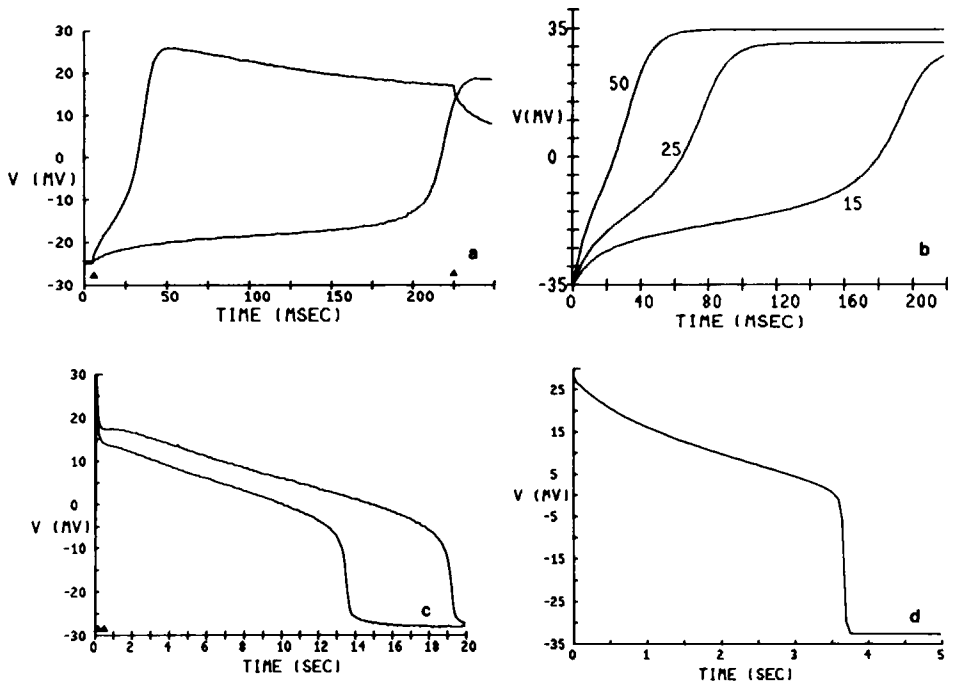 30
20
10
0
V (MV)
-10
-20
-30
0 50 100 150 200
TIME (MSEC)
a
35
V(MV)
0
-35
50
25
15
0 40 80 120 160 200
TIME (MSEC)
b
30
20
10
0
V (MV)
-10
-20
-30
0 2 4 6 8 10 12 14 16 18 20
TIME (SEC)
c
25
15
5
V (MV)
-5
-15
-25
-35
0 1 2 3 4 5
TIME (SEC)
d